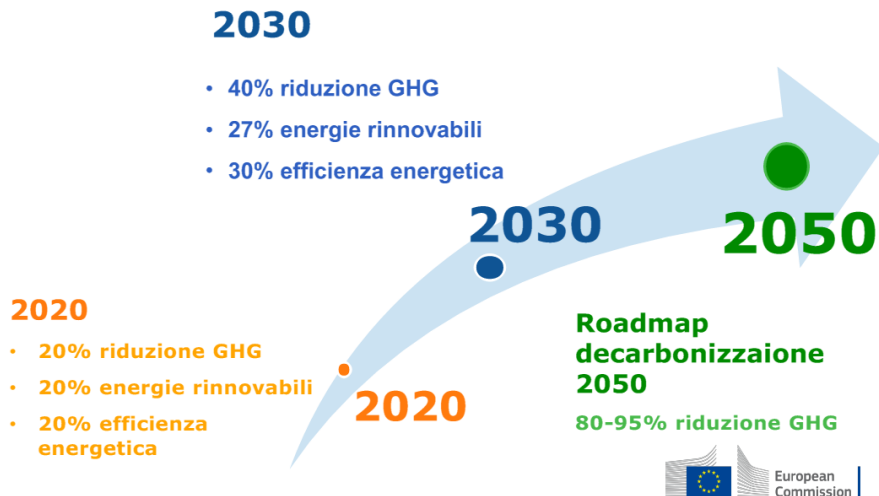 2030
• 40% riduzione GHG
• 27% energie rinnovabili
• 30% efficienza energetica
2030
2050
2020
• 20% riduzione GHG
• 20% energie rinnovabili
• 20% efficienza
energetica
2020
Roadmap
decarbonizzaione
2050
80-95% riduzione GHG
European
Commission